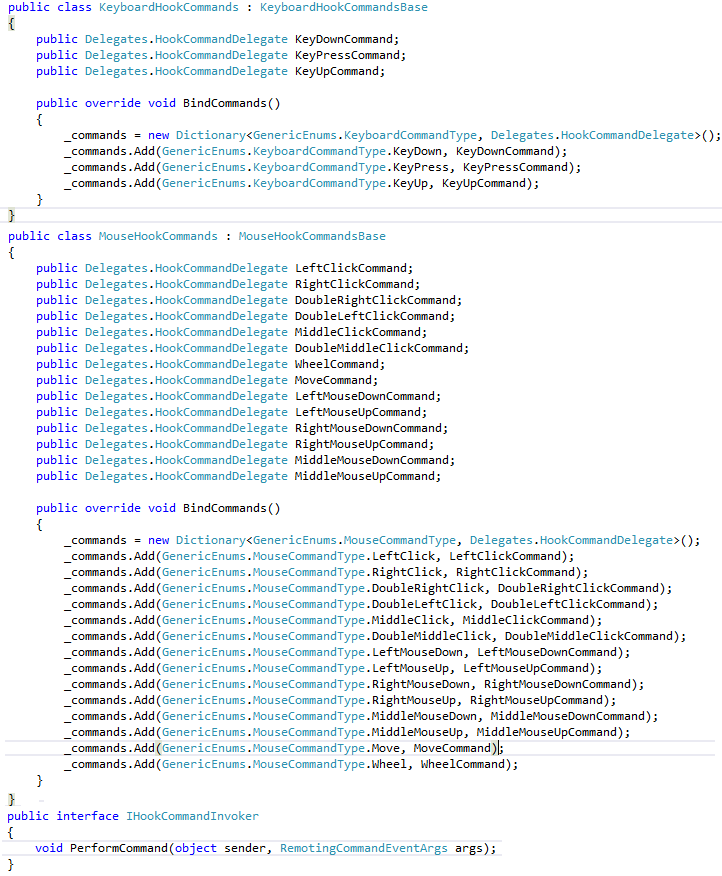 public class KeyboardHookCommands : KeyboardHookCommandsBase
{
    public Delegates.HookCommandDelegate KeyDownCommand;
    public Delegates.HookCommandDelegate KeyPressCommand;
    public Delegates.HookCommandDelegate KeyUpCommand;

    public override void BindCommands()
    {
        _commands = new Dictionary<GenericEnums.KeyboardCommandType, Delegates.HookCommandDelegate>();
        _commands.Add(GenericEnums.KeyboardCommandType.KeyDown, KeyDownCommand);
        _commands.Add(GenericEnums.KeyboardCommandType.KeyPress, KeyPressCommand);
        _commands.Add(GenericEnums.KeyboardCommandType.KeyUp, KeyUpCommand);
    }
}
public class MouseHookCommands : MouseHookCommandsBase
{
    public Delegates.HookCommandDelegate LeftClickCommand;
    public Delegates.HookCommandDelegate RightClickCommand;
    public Delegates.HookCommandDelegate DoubleRightClickCommand;
    public Delegates.HookCommandDelegate DoubleLeftClickCommand;
    public Delegates.HookCommandDelegate MiddleClickCommand;
    public Delegates.HookCommandDelegate DoubleMiddleClickCommand;
    public Delegates.HookCommandDelegate WheelCommand;
    public Delegates.HookCommandDelegate MoveCommand;
    public Delegates.HookCommandDelegate LeftMouseDownCommand;
    public Delegates.HookCommandDelegate LeftMouseUpCommand;
    public Delegates.HookCommandDelegate RightMouseDownCommand;
    public Delegates.HookCommandDelegate RightMouseUpCommand;
    public Delegates.HookCommandDelegate MiddleMouseDownCommand;
    public Delegates.HookCommandDelegate MiddleMouseUpCommand;

    public override void BindCommands()
    {
        _commands = new Dictionary<GenericEnums.MouseCommandType, Delegates.HookCommandDelegate>();
        _commands.Add(GenericEnums.MouseCommandType.LeftClick, LeftClickCommand);
        _commands.Add(GenericEnums.MouseCommandType.RightClick, RightClickCommand);
        _commands.Add(GenericEnums.MouseCommandType.DoubleRightClick, DoubleRightClickCommand);
        _commands.Add(GenericEnums.MouseCommandType.DoubleLeftClick, DoubleLeftClickCommand);
        _commands.Add(GenericEnums.MouseCommandType.MiddleClick, MiddleClickCommand);
        _commands.Add(GenericEnums.MouseCommandType.DoubleMiddleClick, DoubleMiddleClickCommand);
        _commands.Add(GenericEnums.MouseCommandType.LeftMouseDown, LeftMouseDownCommand);
        _commands.Add(GenericEnums.MouseCommandType.LeftMouseUp, LeftMouseUpCommand);
        _commands.Add(GenericEnums.MouseCommandType.RightMouseDown, RightMouseDownCommand);
        _commands.Add(GenericEnums.MouseCommandType.RightMouseUp, RightMouseUpCommand);
        _commands.Add(GenericEnums.MouseCommandType.MiddleMouseDown, MiddleMouseDownCommand);
        _commands.Add(GenericEnums.MouseCommandType.MiddleMouseUp, MiddleMouseUpCommand);
        _commands.Add(GenericEnums.MouseCommandType.Move, MoveCommand);
        _commands.Add(GenericEnums.MouseCommandType.Wheel, WheelCommand);
    }
}
public interface IHookCommandInvoker
{
    void PerformCommand(object sender, RemotingCommandEventArgs args);
}